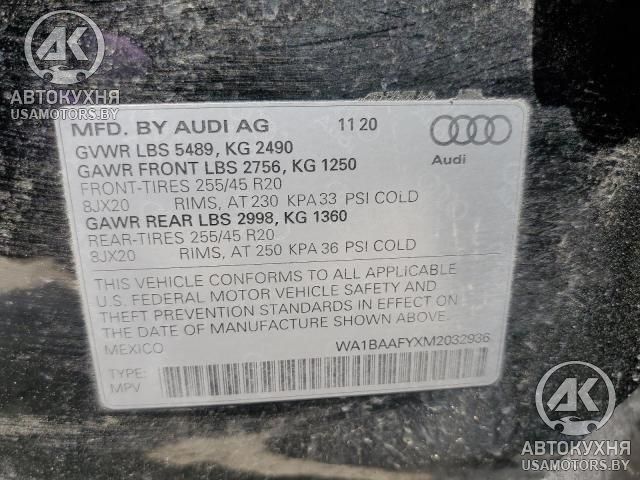 АВТОКУХНЯ
USAMOTORS.BY
MFD. BY AUDI AG 11 20
Audi
GVWR LBS 5489, KG 2490
GAWR FRONT LBS 2756, KG 1250
FRONT-TIRES 255/45 R20
8JX20 RIMS, AT 230 KPA 33 PSI COLD
GAWR REAR LBS 2998, KG 1360
REAR-TIRES 255/45 R20
8JX20 RIMS, AT 250 KPA 36 PSI COLD
THIS VEHICLE CONFORMS TO ALL APPLICABLE
U.S. FEDERAL MOTOR VEHICLE SAFETY AND
THEFT PREVENTION STANDARDS IN EFFECT ON
THE DATE OF MANUFACTURE SHOWN ABOVE.
MEXICO WA1BAAFYXM2032936
TYPE:
MPV
АВТОКУХНЯ
USAMOTORS.BY